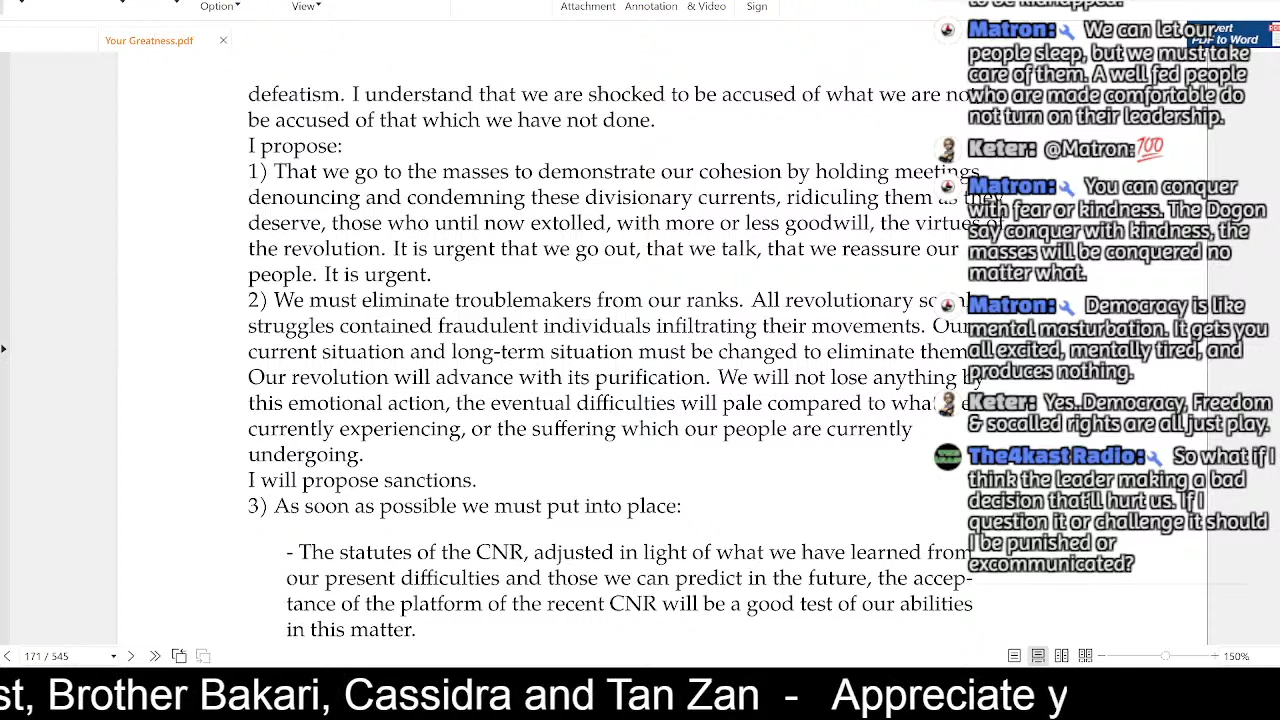 Option
View
Attachment Annotation & Video
Sign
Your Greatness.pdf
to Word
defeatism. I understand that we are shocked to be accused of what we are
be accused of that which we have not done.
I propose:
1) That we go to the masses to demonstrate our cohesion by holding meetings
denouncing and condemning these divisionary currents, ridiculing them as they
deserve, those who until now extolled, with more or less goodwill, the virtues of
the revolution. It is urgent that we go out, that we talk, that we reassure our
people. It is urgent.
2) We must eliminate troublemakers from our ranks. All revolutionary
struggles contained fraudulent individuals infiltrating their movements. Our
current situation and long-term situation must be changed to eliminate them
Our revolution will advance with its purification. We will not lose anything by
this emotional action, the eventual difficulties will pale compared to
currently experiencing, or the suffering which our people are currently
undergoing.
I will propose sanctions.
3) As soon as possible we must put into place:
- The statutes of the CNR, adjusted in light of what we have learned from
our present difficulties and those we can predict in the future, the accep-
tance of the platform of the recent CNR will be a good test of our abilities
in this matter.
Matron: We can let our
people sleep, but we must take
care of them. A well fed people
who are made comfortable do
not turn on their leadership.
Keter: @Matron:💯
Matron: You can conquer
with fear or kindness. The Dogon
say conquer with kindness, the
masses will be conquered no
matter what.
Matron: Democracy is like
mental masturbation. It gets you
all excited, mentally tired, and
produces nothing.
Keter: Yes..Democracy, Freedom
& socalled rights are all just play.
The4kast Radio: So what if I
think the leader making a bad
decision that'll hurt us. If I
question it or challenge it should
I be punished or
excommunicated?
171 / 545
150%
st, Brother Bakari, Cassidra and Tan Zan - Appreciate y